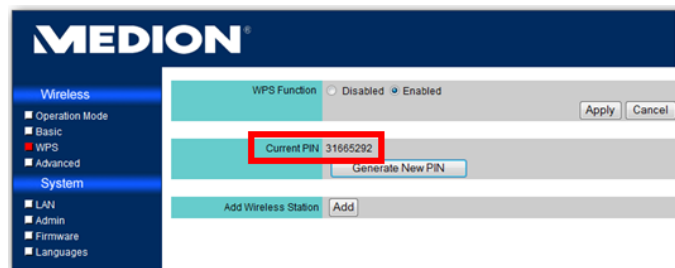 MEDION®
Wireless
Operation Mode
Basic
WPS
Advanced
System
LAN
Admin
Firmware
Languages
WPS Function Disabled Enabled
Apply Cancel
Current PIN 31665292
Generate New PIN
Add Wireless Station Add